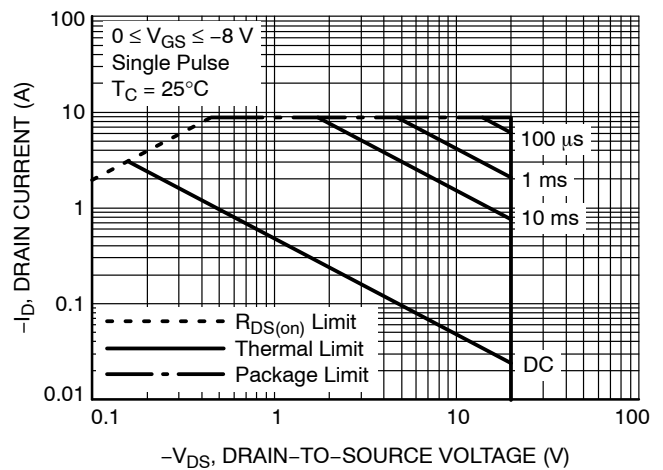 100
10
1
0.1
0.01
-I_D, DRAIN CURRENT (A)
0 ≤ V_GS ≤ −8 V
Single Pulse
T_C = 25°C
100 μs
1 ms
10 ms
DC
R_DS(on) Limit
Thermal Limit
Package Limit
0.1
1
10
100
-V_DS, DRAIN−TO−SOURCE VOLTAGE (V)